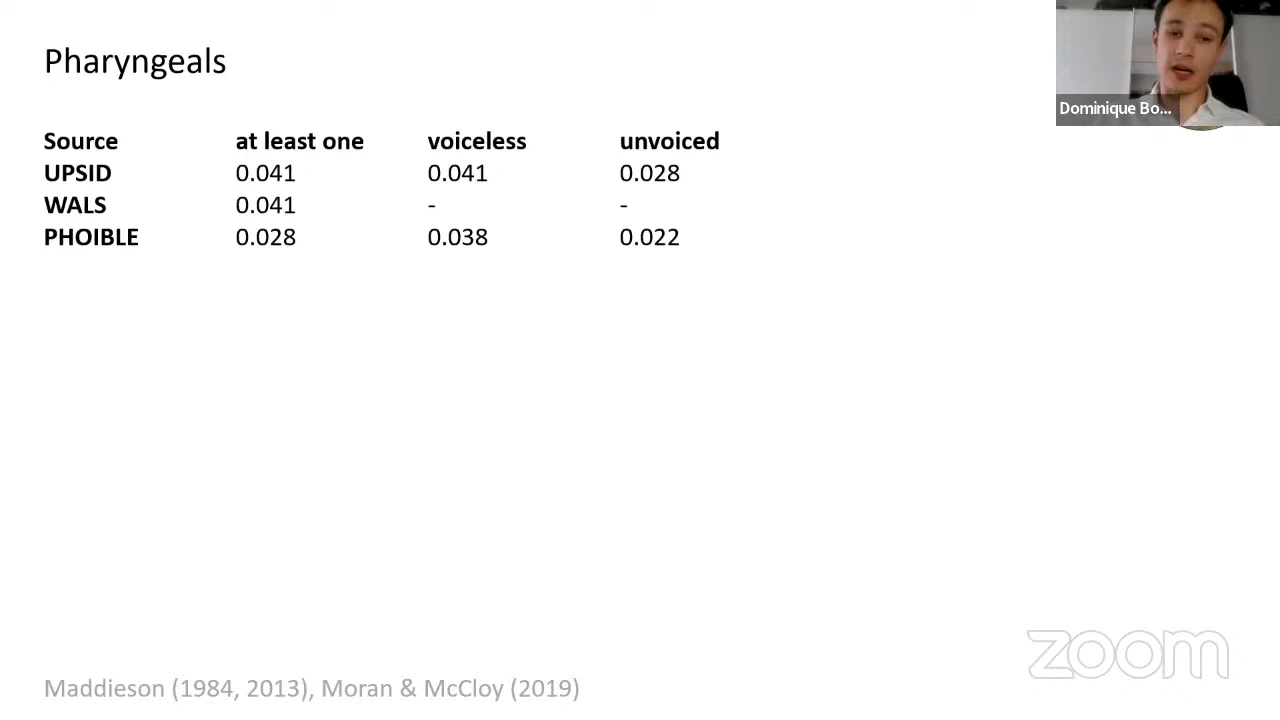 Pharyngeals
Dominique Bo...
Source at least one voiceless unvoiced
UPSID 0.041 0.041 0.028
WALS 0.041 - -
PHOIBLE 0.028 0.038 0.022
zoom
Maddieson (1984, 2013), Moran & McCloy (2019)